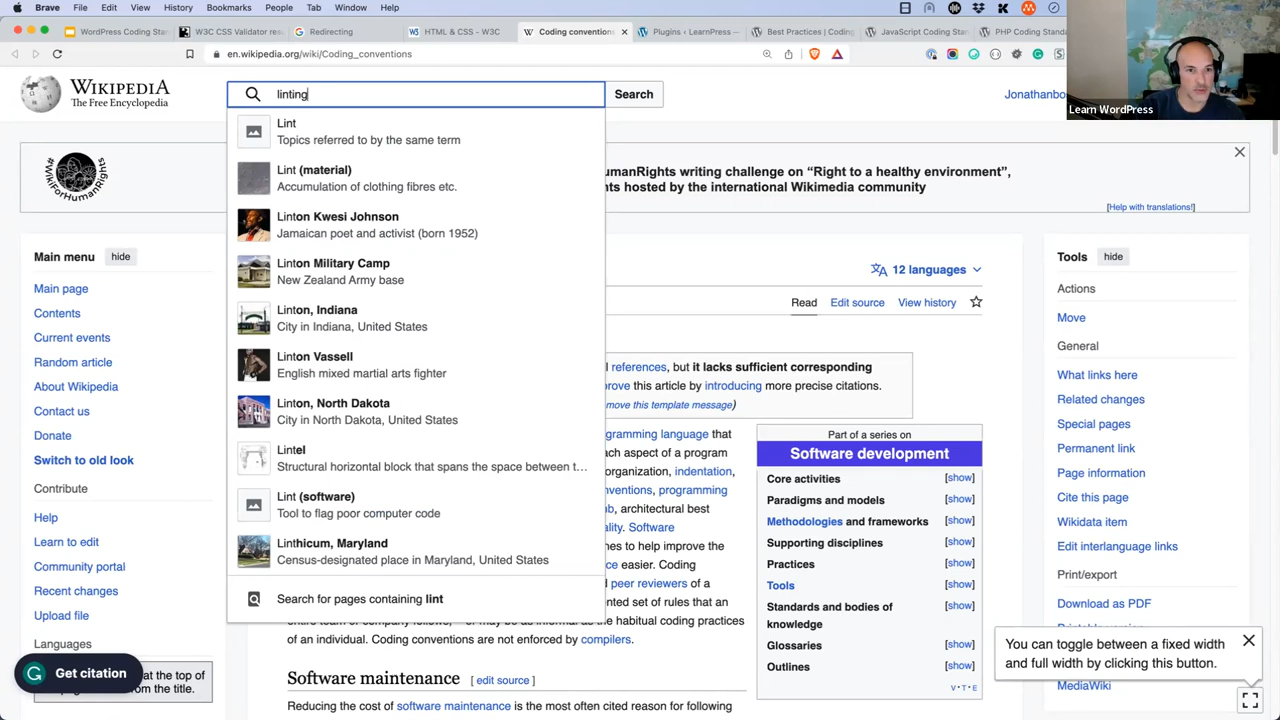 Brave File Edit View History Bookmarks People Tab Window Help
WordPress Coding Stan
W3C CSS Validator resu
Redirecting
HTML & CSS - W3C
Coding convention
Plugins ‹ LearnPress —
Best Practices | Coding
JavaScript Coding Stan
PHP Coding Standa
en.wikipedia.org/wiki/Coding_conventions
WIKIPEDIA
The Free Encyclopedia
linting
Search
Jonathanbo
Learn WordPress
Lint
Topics referred to by the same term
Lint (material)
Accumulation of clothing fibres etc.
Linton Kwesi Johnson
Jamaican poet and activist (born 1952)
Linton Military Camp
New Zealand Army base
Linton, Indiana
City in Indiana, United States
Linton Vassell
English mixed martial arts fighter
Linton, North Dakota
City in North Dakota, United States
Lintel
Structural horizontal block that spans the space between t…
Lint (software)
Tool to flag poor computer code
Linthicum, Maryland
Census-designated place in Maryland, United States
Search for pages containing lint
#WikiForHumanRights
umanRights writing challenge on “Right to a healthy environment”,
nts hosted by the international Wikimedia community
[Help with translations!]
Main menu hide
Main page
Contents
Current events
Random article
About Wikipedia
Contact us
Donate
Switch to old look
Contribute
Help
Learn to edit
Community portal
Recent changes
Upload file
Languages
at the top of
from the title.
Get citation
12 languages
Read Edit source View history
l references, but it lacks sufficient corresponding
prove this article by introducing more precise citations.
move this template message)
gramming language that
ach aspect of a program
organization, indentation,
nventions, programming
b, architectural best
ality. Software
nes to help improve the
ce easier. Coding
peer reviewers of a
nted set of rules that an
entire team or company follows, or may be as informal as the habitual coding practices
of an individual. Coding conventions are not enforced by compilers.
Software maintenance [ edit source ]
Reducing the cost of software maintenance is the most often cited reason for following
Part of a series on
Software development
Core activities [show]
Paradigms and models [show]
Methodologies and frameworks [show]
Supporting disciplines [show]
Practices [show]
Tools [show]
Standards and bodies of knowledge [show]
Glossaries [show]
Outlines [show]
V·T·E
Tools hide
Actions
Move
General
What links here
Related changes
Special pages
Permanent link
Page information
Cite this page
Wikidata item
Edit interlanguage links
Print/export
Download as PDF
MediaWiki
You can toggle between a fixed width
and full width by clicking this button.